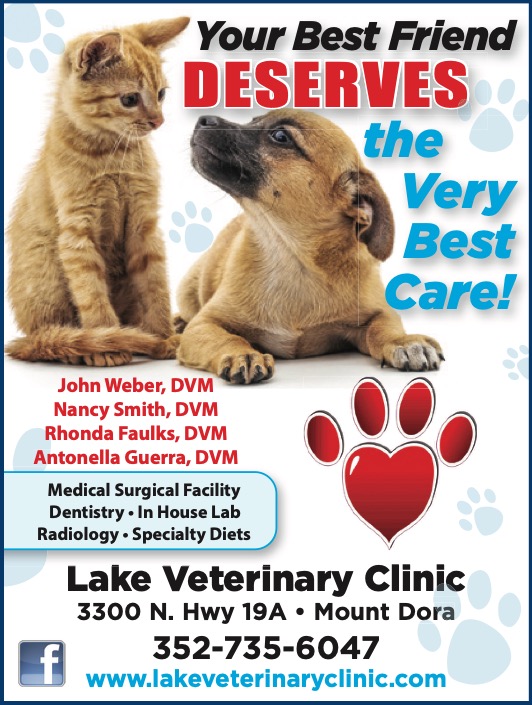 Your Best Friend
DESERVES
the
Very
Best
Care!
John Weber, DVM
Nancy Smith, DVM
Rhonda Faulks, DVM
Antonella Guerra, DVM
Medical Surgical Facility
Dentistry • In House Lab
Radiology • Specialty Diets
Lake Veterinary Clinic
3300 N. Hwy 19A • Mount Dora
352-735-6047
f
www.lakeveterinaryclinic.com